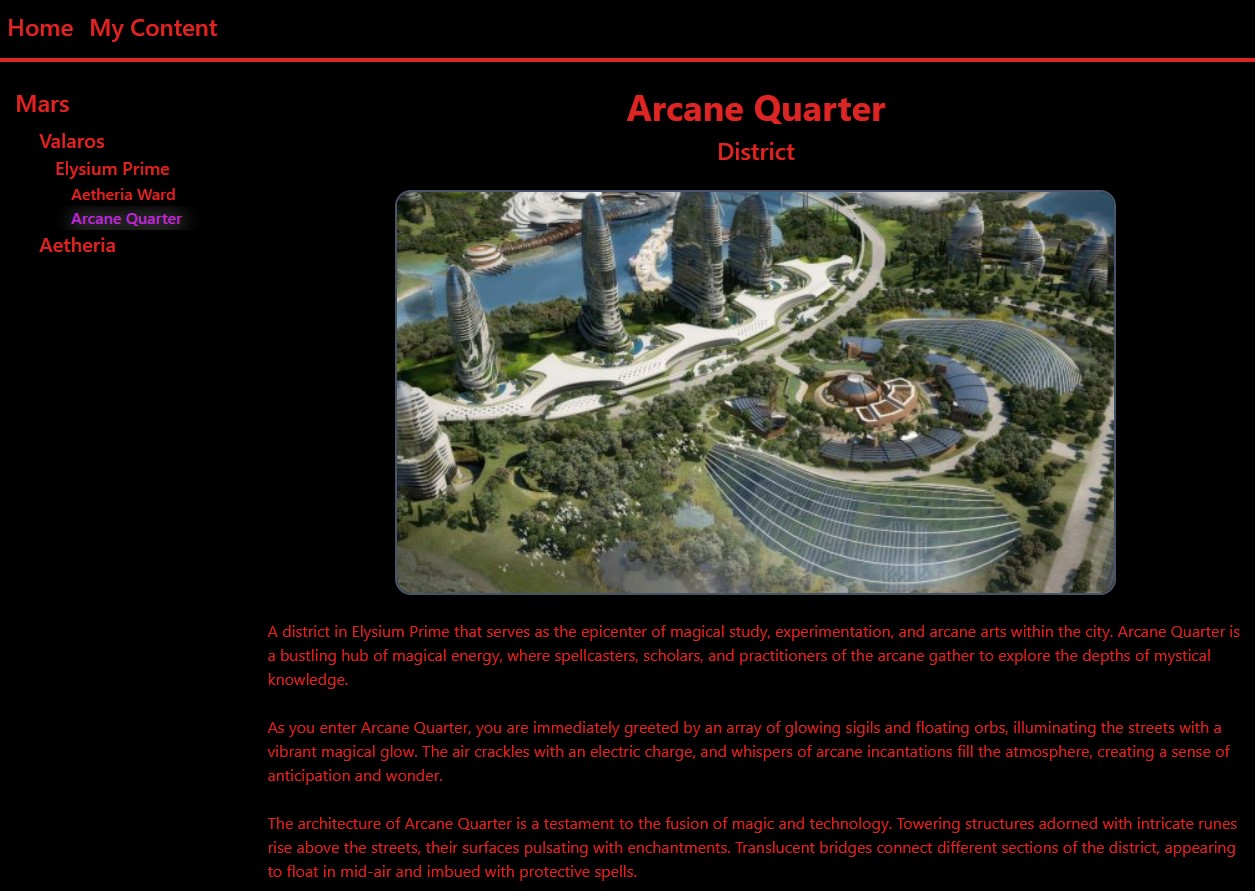 Home My Content
Mars
Valaros
Elysium Prime
Aetheria Ward
Arcane Quarter
Aetheria
Arcane Quarter
District
A district in Elysium Prime that serves as the epicenter of magical study, experimentation, and arcane arts within the city. Arcane Quarter is
a bustling hub of magical energy, where spellcasters, scholars, and practitioners of the arcane gather to explore the depths of mystical
knowledge.
As you enter Arcane Quarter, you are immediately greeted by an array of glowing sigils and floating orbs, illuminating the streets with a
vibrant magical glow. The air crackles with an electric charge, and whispers of arcane incantations fill the atmosphere, creating a sense of
anticipation and wonder.
The architecture of Arcane Quarter is a testament to the fusion of magic and technology. Towering structures adorned with intricate runes
rise above the streets, their surfaces pulsating with enchantments. Translucent bridges connect different sections of the district, appearing
to float in mid-air and imbued with protective spells.